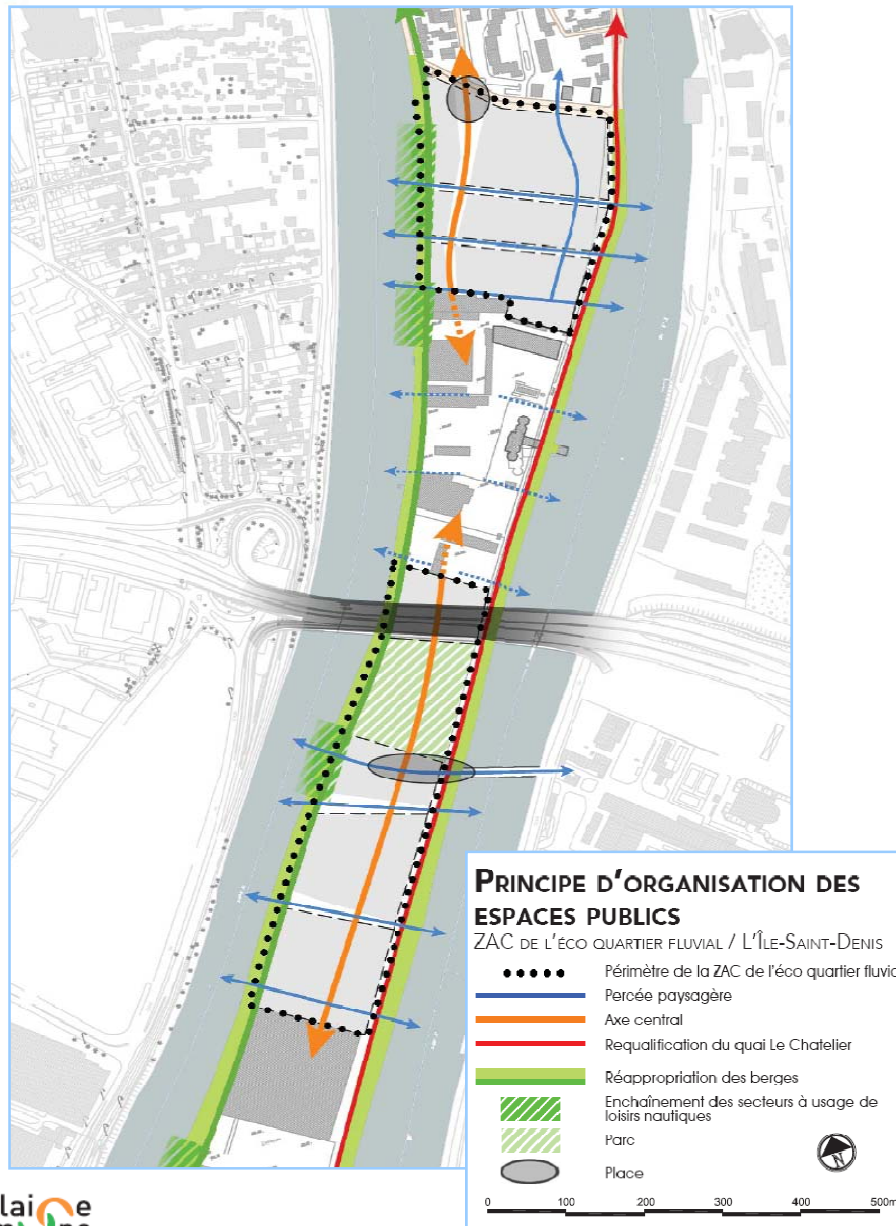 PRINCIPE D'ORGANISATION DES
ESPACES PUBLICS
ZAC DE L'ÉCO QUARTIER FLUVIAL / L'ÎLE-SAINT-DENIS
Périmètre de la ZAC de l'éco quartier fluvia
Percée paysagère
Axe central
Requalification du quai Le Chatelier
Réappropriation des berges
Enchaînement des secteurs à usage de
loisirs nautiques
Parc
Place
N
0 100 200 300 400 500m